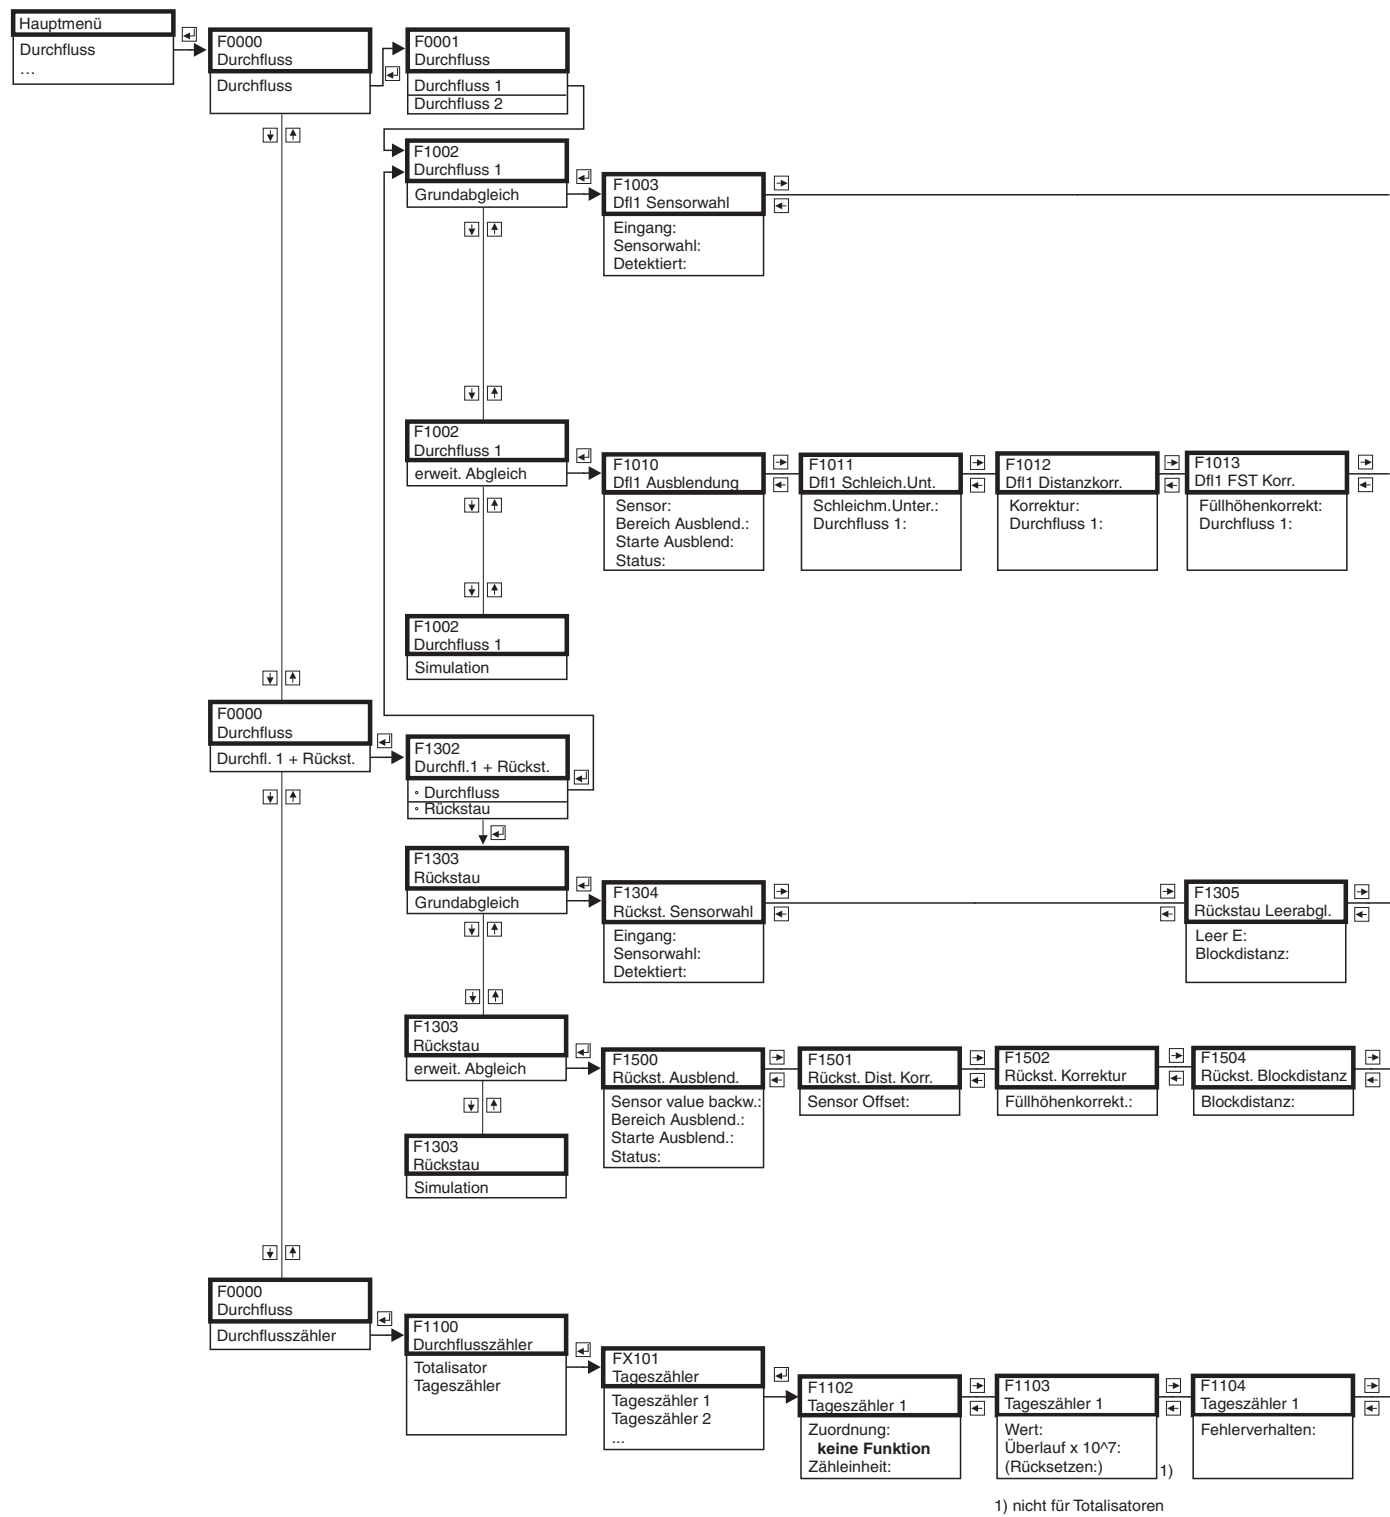 Hauptmenü
Durchfluss
...
F0000
Durchfluss
Durchfluss
F0001
Durchfluss
Durchfluss 1
Durchfluss 2
F1002
Durchfluss 1
Grundabgleich
F1003
Dfl1 Sensorwahl
Eingang:
Sensorwahl:
Detektiert:
F1002
Durchfluss 1
erweit. Abgleich
F1010
Dfl1 Ausblendung
Sensor:
Bereich Ausblend.:
Starte Ausblend:
Status:
F1011
Dfl1 Schleich.Unt.
Schleichm.Unter.:
Durchfluss 1:
F1012
Dfl1 Distanzkorr.
Korrektur:
Durchfluss 1:
F1013
Dfl1 FST Korr.
Füllhöhenkorrekt:
Durchfluss 1:
F1002
Durchfluss 1
Simulation
F0000
Durchfluss
Durchfl. 1 + Rückst.
F1302
Durchfl.1 + Rückst.
° Durchfluss
° Rückstau
F1303
Rückstau
Grundabgleich
F1304
Rückst. Sensorwahl
Eingang:
Sensorwahl:
Detektiert:
F1305
Rückstau Leerabgl.
Leer E:
Blockdistanz:
F1303
Rückstau
erweit. Abgleich
F1500
Rückst. Ausblend.
Sensor value backw.:
Bereich Ausblend.:
Starte Ausblend.:
Status:
F1501
Rückst. Dist. Korr.
Sensor Offset:
F1502
Rückst. Korrektur
Füllhöhenkorrekt.:
F1504
Rückst. Blockdistanz
Blockdistanz:
F1303
Rückstau
Simulation
F0000
Durchfluss
Durchflusszähler
F1100
Durchflusszähler
Totalisator
Tageszähler
FX101
Tageszähler
Tageszähler 1
Tageszähler 2
...
F1102
Tageszähler 1
Zuordnung:
keine Funktion
Zähleinheit:
F1103
Tageszähler 1
Wert:
Überlauf x 10^7:
(Rücksetzen:)
1)
F1104
Tageszähler 1
Fehlerverhalten:
1) nicht für Totalisatoren